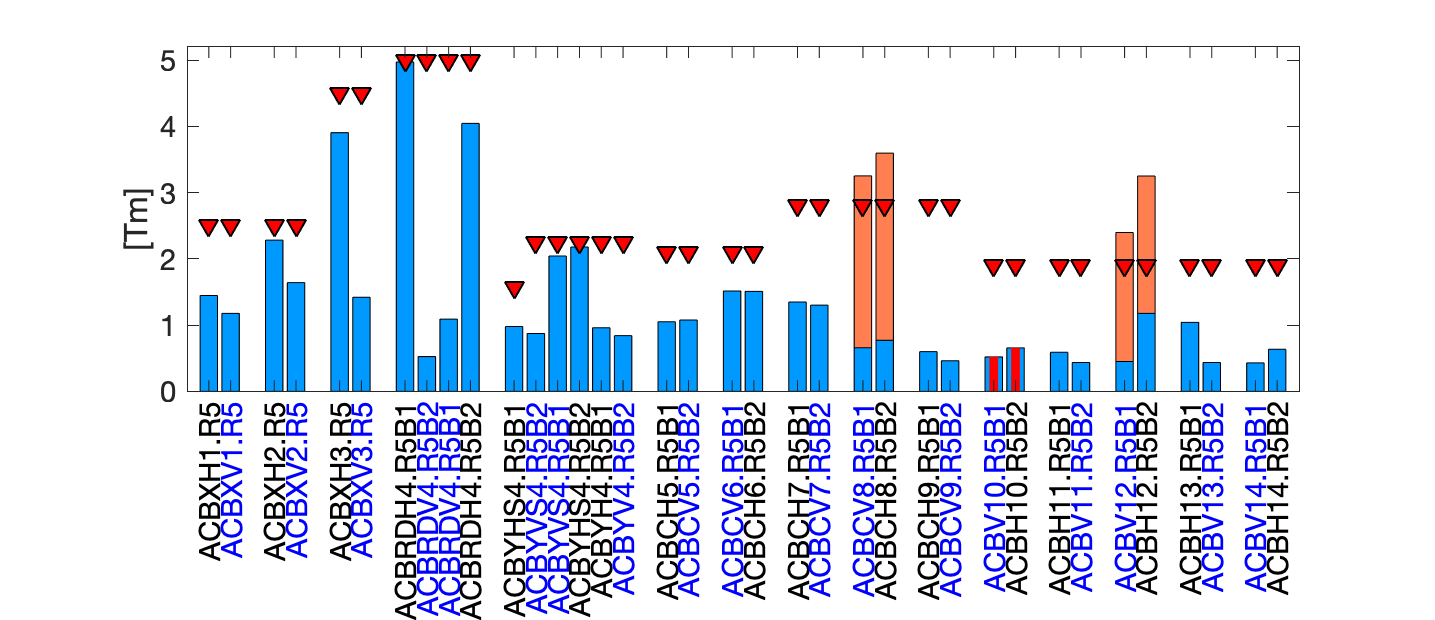 [Tm]
5
4
3
2
1
0
ACBXH1.R5
ACBXV1.R5
ACBXH2.R5
ACBXV2.R5
ACBXH3.R5
ACBXV3.R5
ACBRDH4.R5B1
ACBRDV4.R5B2
ACBRDV4.R5B1
ACBRDH4.R5B2
ACBYHS4.R5B1
ACBYVS4.R5B2
ACBYVS4.R5B1
ACBYHS4.R5B2
ACBYH4.R5B1
ACBYV4.R5B2
ACBCH5.R5B1
ACBCV5.R5B2
ACBCV6.R5B1
ACBCH6.R5B2
ACBCH7.R5B1
ACBCV7.R5B2
ACBCV8.R5B1
ACBCH8.R5B2
ACBCH9.R5B1
ACBCV9.R5B2
ACBV10.R5B1
ACBH10.R5B2
ACBH11.R5B1
ACBV11.R5B2
ACBV12.R5B1
ACBH12.R5B2
ACBH13.R5B1
ACBV13.R5B2
ACBV14.R5B1
ACBH14.R5B2